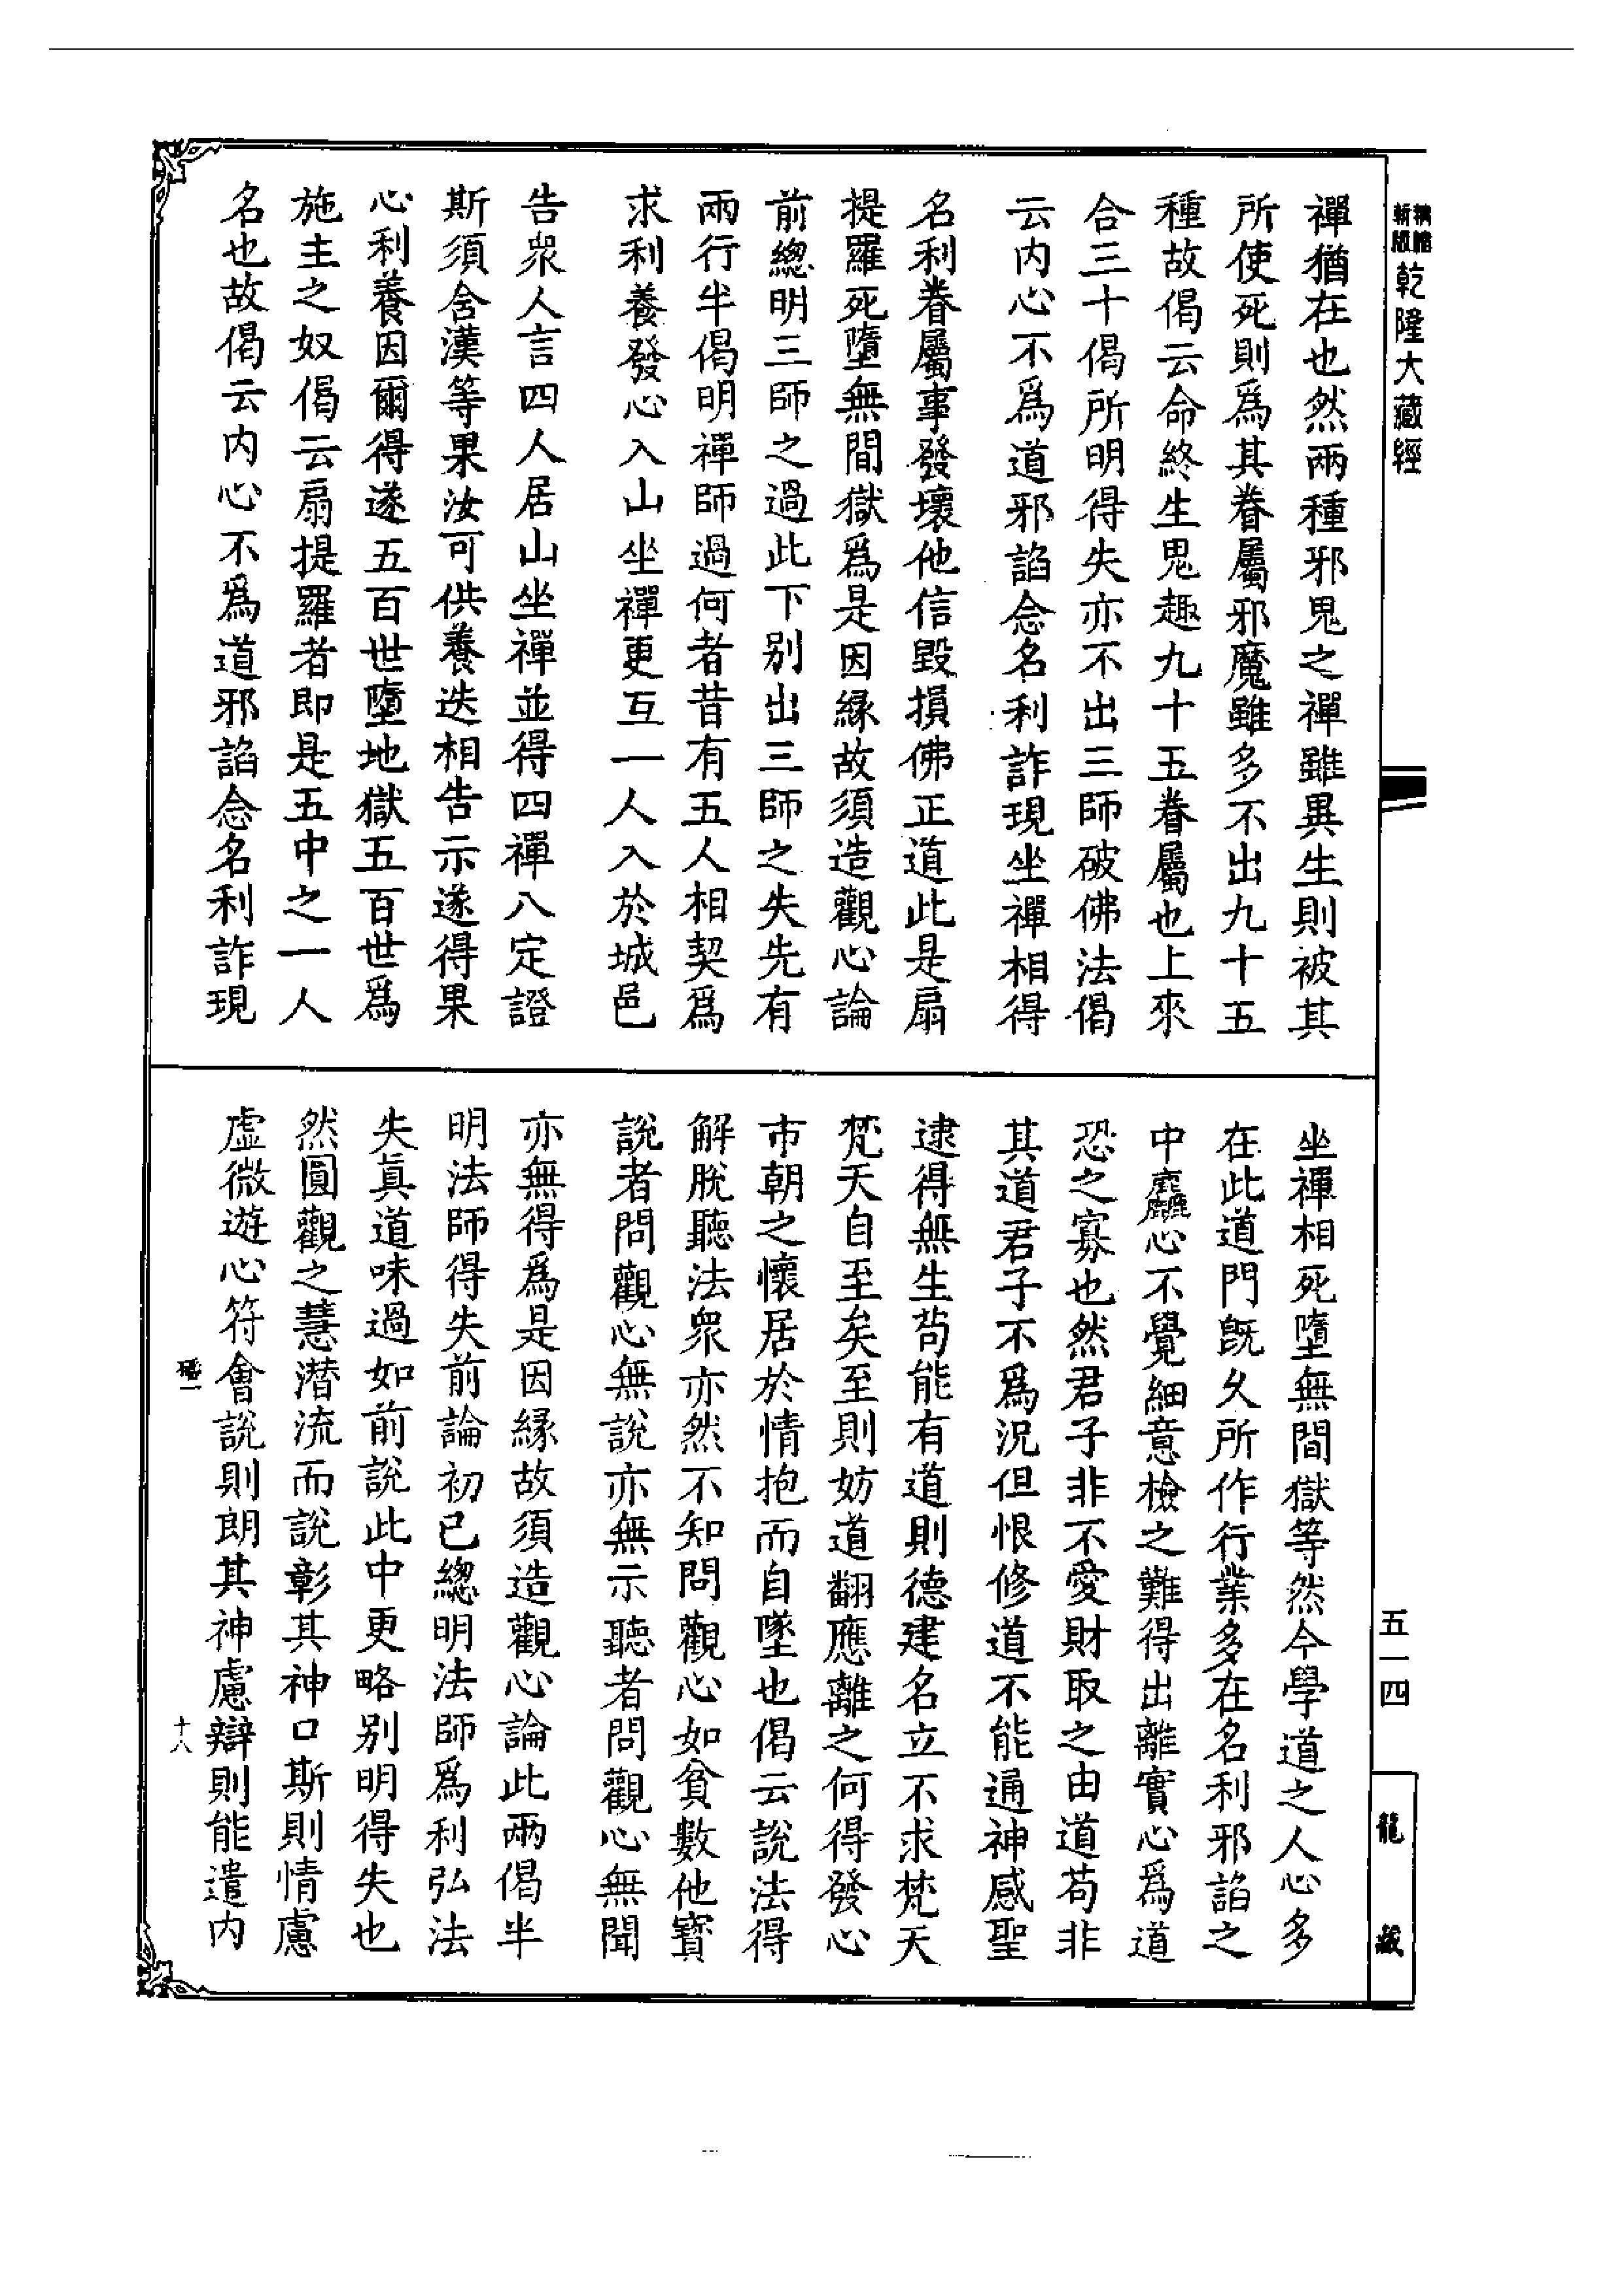 乾隆大藏經
禪猶在也然兩種邪鬼之禪雖異生則被其
所使死則爲其眷屬邪魔雖多不出九十五
種故偈云命終生鬼趣九十五眷屬也上來
合三十偈所明得失亦不出三師破佛法偈
云内心不爲道邪諂念名利詐現坐禪相得
名利眷屬事發壞他信毀損佛正道此是扇
提羅死墮無間獄爲是因緣故須造觀心論
前總明三師之過此下别出三師之失先有
兩行半偈明禪師過何者昔有五人相契爲
求利養發心入山坐禪更互一人入於城邑
告衆人言四人居山坐禪並得四禪八定證
斯須舍漢等果汝可供養迭相告示遂得果
心利養因爾得遂五百世墮地獄五百世爲
施主之奴偈云扇提羅者即是五中之一人
名也故偈云内心不爲道邪諂念名利詐現
坐禪相死墮無間獄等然今學道之人心多
在此道門既久所作行業多在名利邪諂之
中麤心不覺細意檢之難得出離實心爲道
恐之寡也然君子非不愛財取之由道苟非
其道君子不爲況但恨修道不能通神感聖
逮得無生苟能有道則德建名立不求梵天
梵天自至矣至則妨道翻應離之何得發心
市朝之懷居於情抱而自墜也偈云說法得
解脫聽法衆亦然不知問觀心如貧數他寶
說者問觀心無說亦無示聽者問觀心無聞
亦無得爲是因緣故須造觀心論此兩偈半
明法師得失前論初已總明法師爲利弘法
失眞道味過如前說此中更略别明得失也
然圓觀之慧潛流而說彰其神口斯則情慮
虛微遊心符會說則朗其神慮辯則能遣内
十八
五一四
龍藏